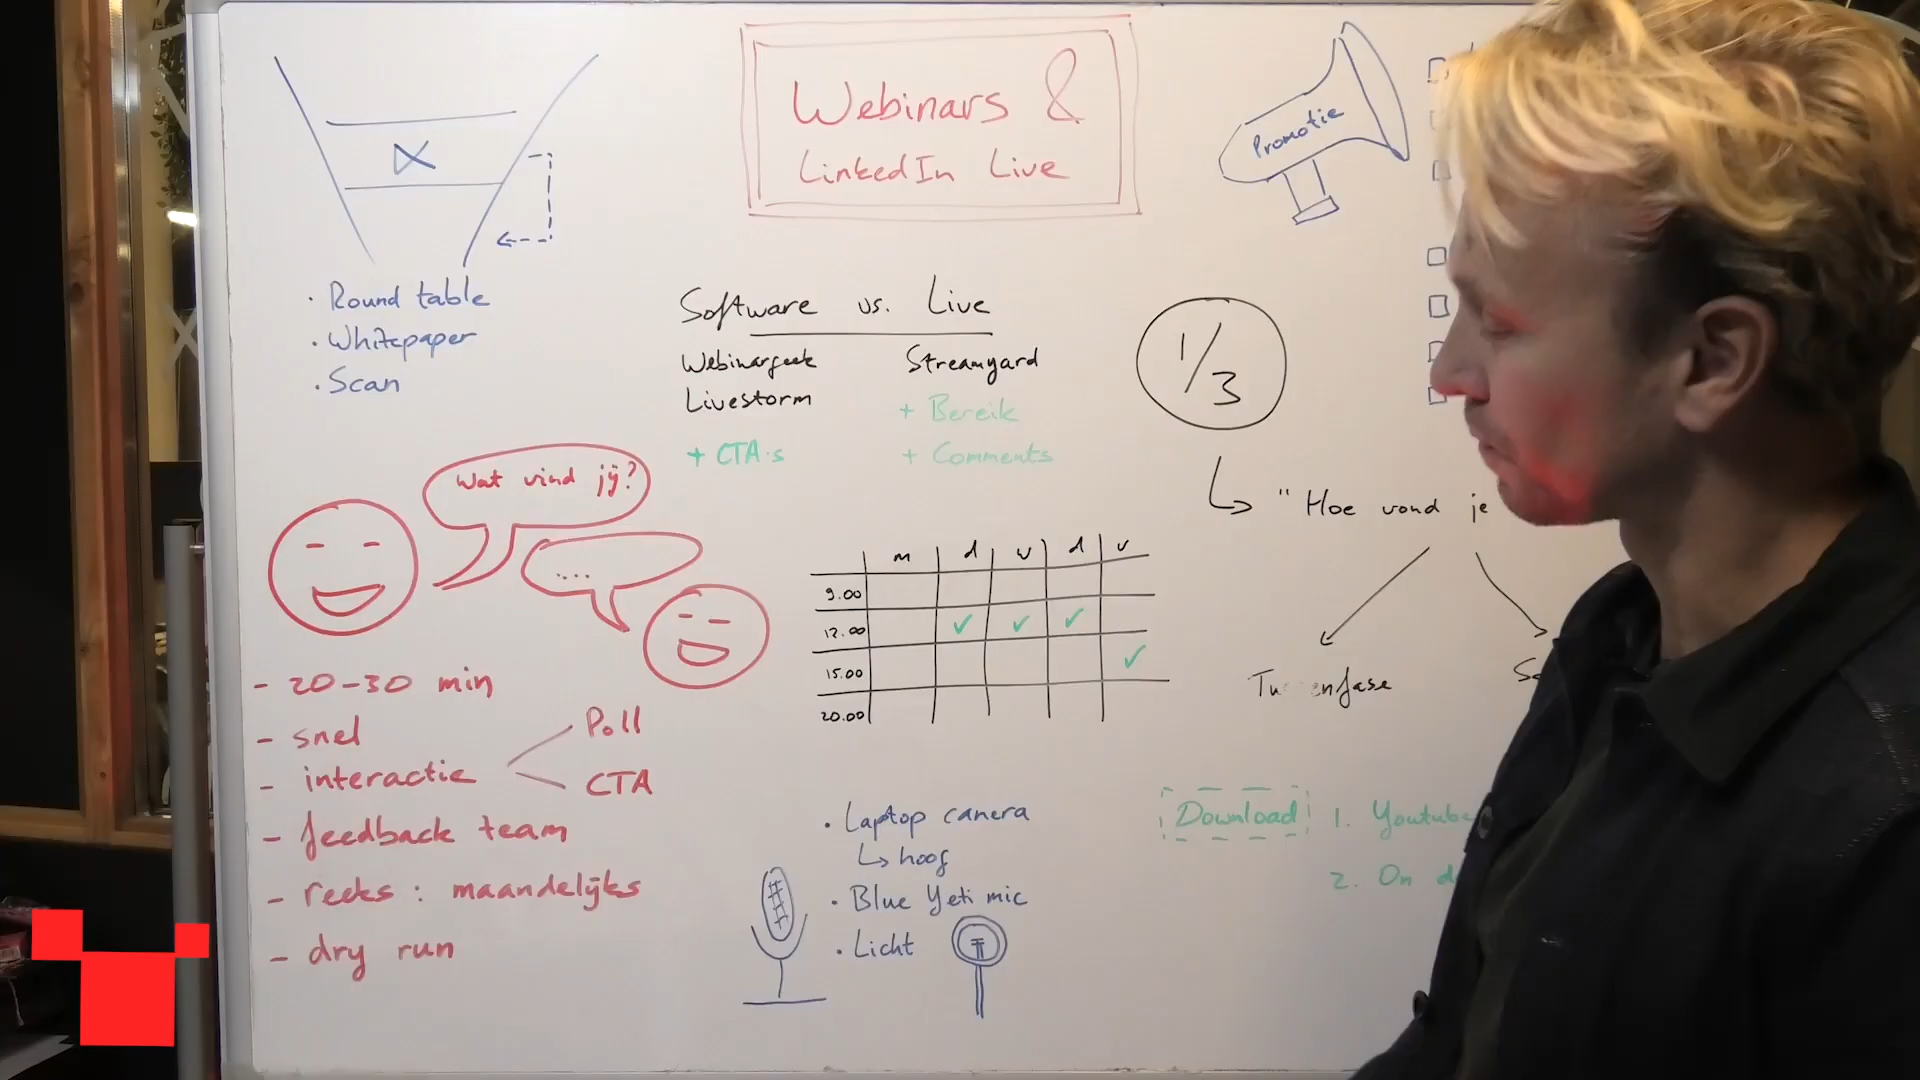 Webinars &
LinkedIn Live
Promotie
· Round table
· Whitepaper
· Scan
Software vs. Live
Webinargeek
Livestorm
+ CTA's
Streamyard
+ Bereik
+ Comments
1/3
"Hoe vond je
Wat vind jij?
....
- 20-30 min
- snel
- interactie
Poll
CTA
- feedback team
- reeks : maandelijks
- dry run
m d w d v
9.00
12.00 ✓ ✓ ✓
15.00 ✓
20.00
· Laptop camera
↳ hoog
· Blue Yeti mic
· Licht
Download
1. Youtube
2. On